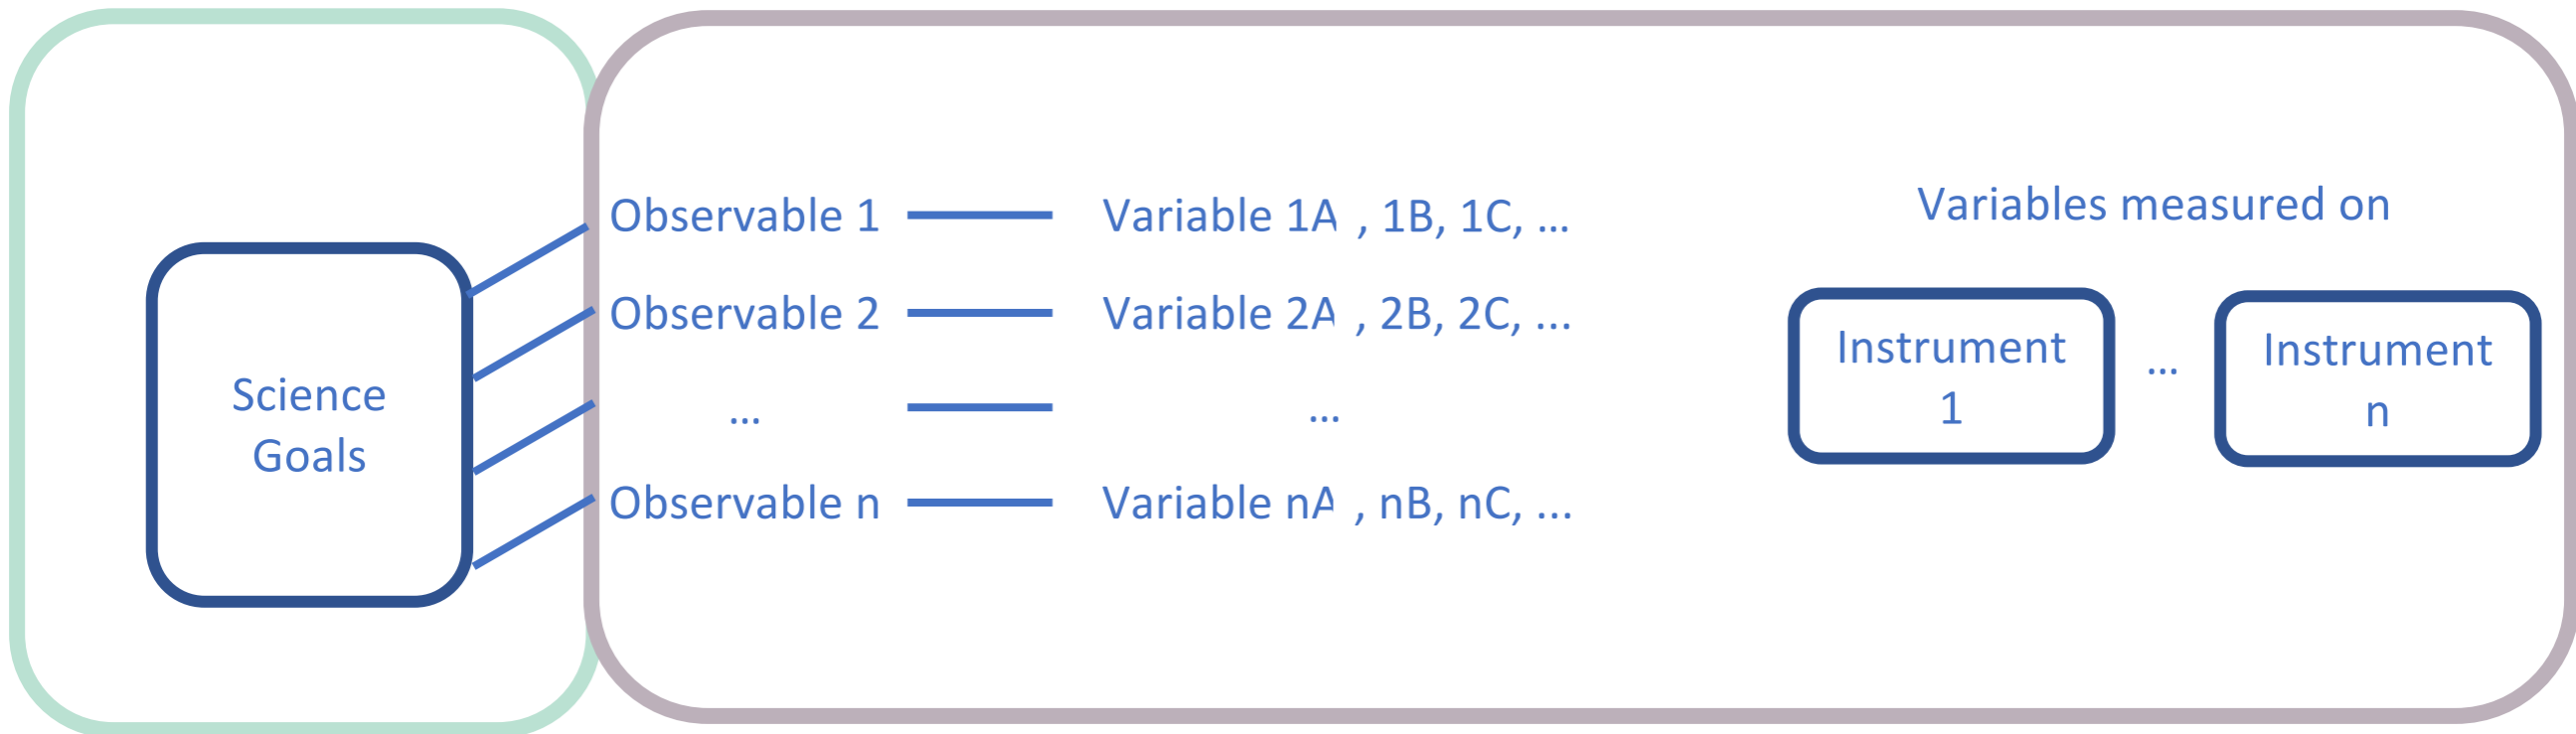 Science
Goals
Observable 1
Variable 1A , 1B, 1C, ...
Observable 2
Variable 2A , 2B, 2C, ...
...
...
Observable n
Variable nA , nB, nC, ...
Variables measured on
Instrument
1
...
Instrument
n